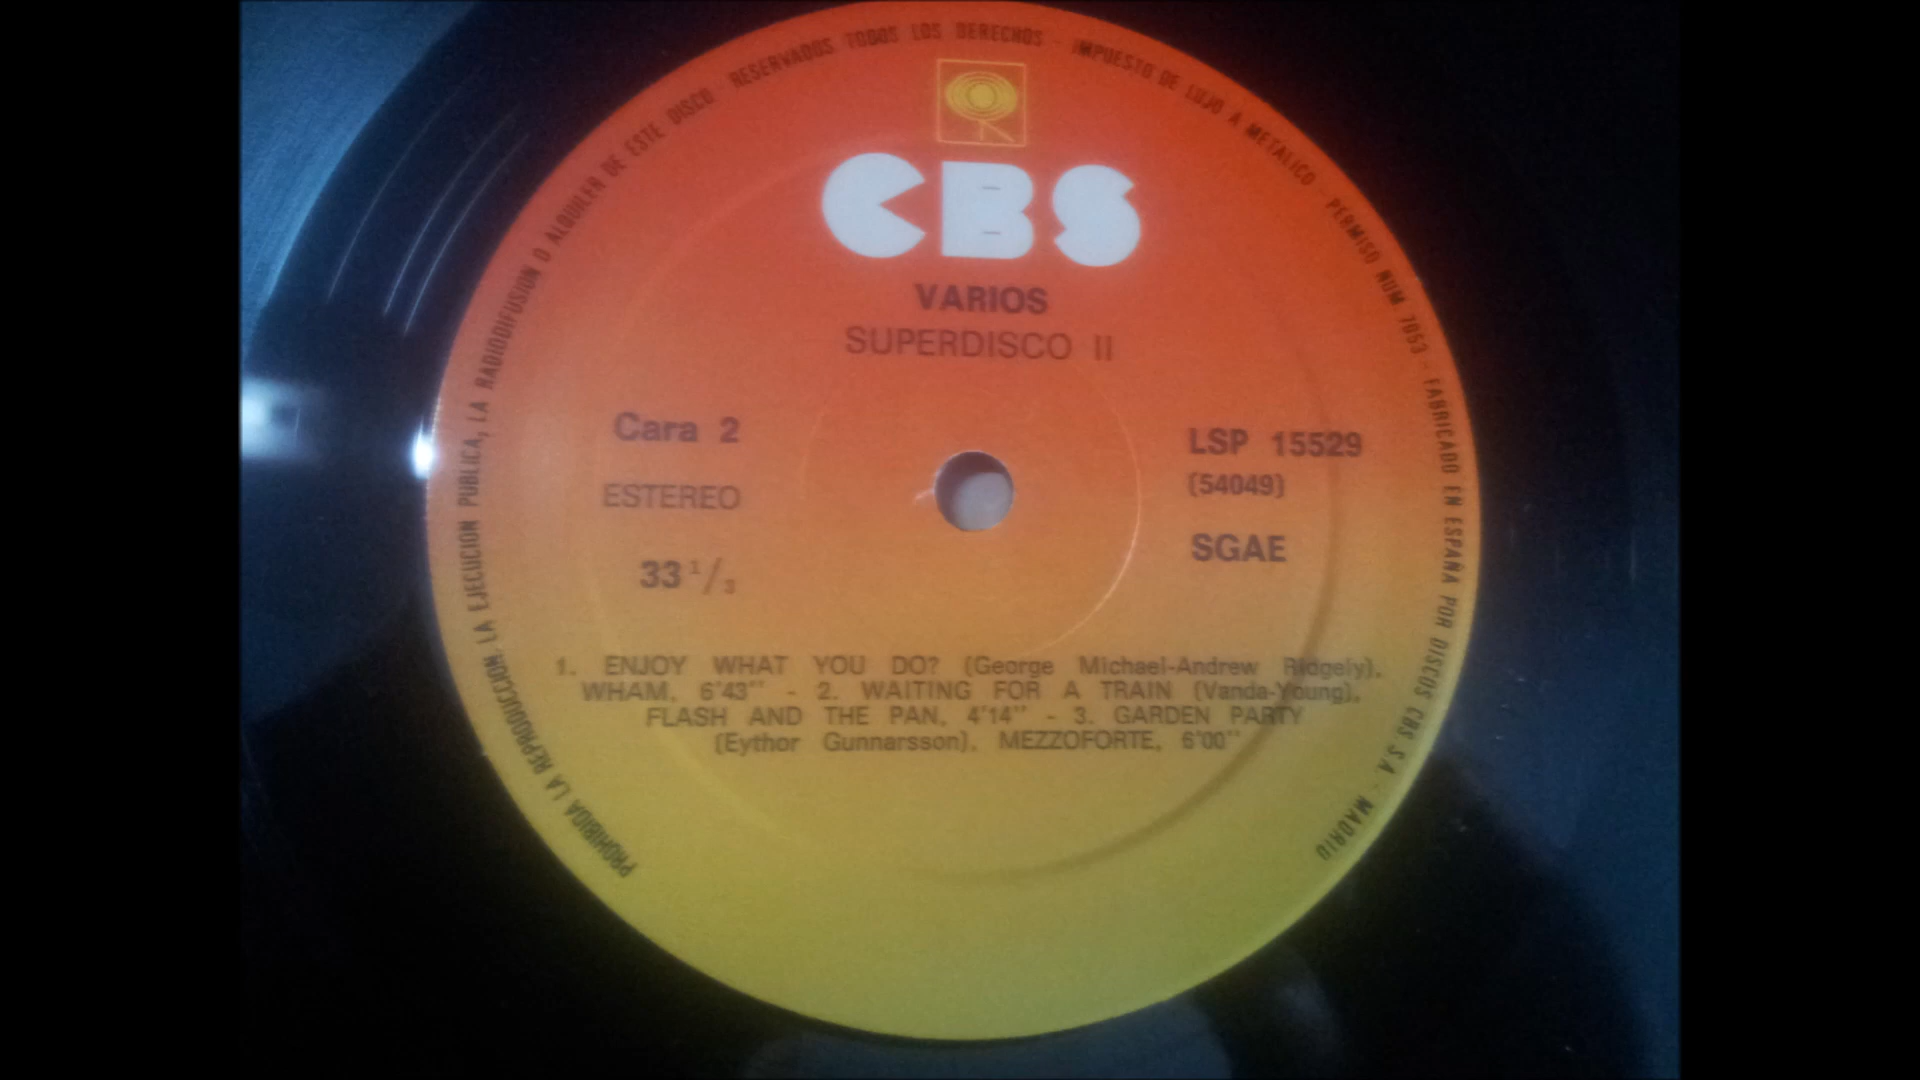 PROHIBIDA LA REPRODUCCION, LA EJECUCION PUBLICA, LA RADIODIFUSION O ALQUILER DE ESTE DISCO RESERVADOS TODOS LOS DERECHOS - IMPUESTO DE LUJO A METALICO - PERMISO NUM 7053 - FABRICADO EN ESPAÑA POR DISCOS CBS S.A. - MADRID
CBS
VARIOS
SUPERDISCO II
Cara 2
ESTEREO
33 1/3
LSP 15529
(54049)
SGAE
1. ENJOY WHAT YOU DO? (George Michael-Andrew Ridgely).
WHAM. 6'43" - 2. WAITING FOR A TRAIN (Vanda-Young).
FLASH AND THE PAN. 4'14" - 3. GARDEN PARTY
(Eythor Gunnarsson). MEZZOFORTE. 6'00"